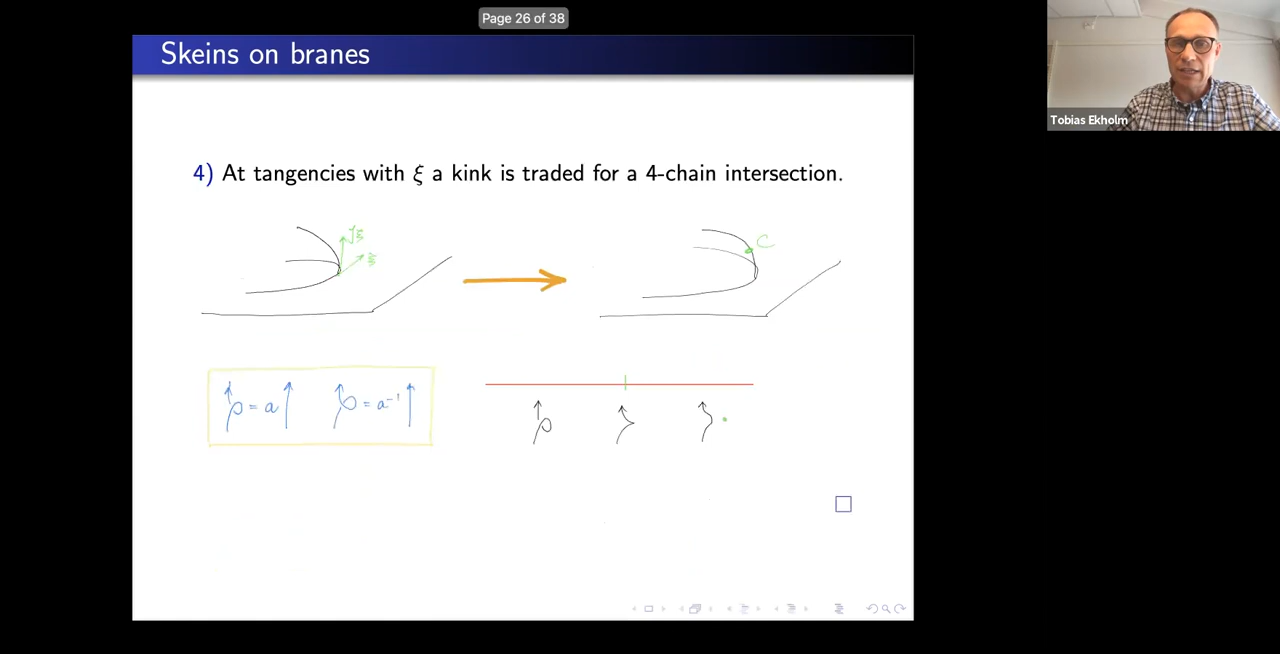 Page 26 of 38
Skeins on branes
Tobias Ekholm
4) At tangencies with ξ a kink is traded for a 4-chain intersection.
Jξ
ξ
C
= a
= a⁻¹